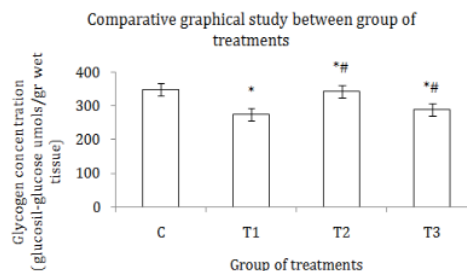 Comparative graphical study between group of
treatments
Glycogen concentration
(glucosil-glucose umols/gr wet
tissue)
400
300
200
100
0
*
*#
*#
C T1 T2 T3
Group of treatments